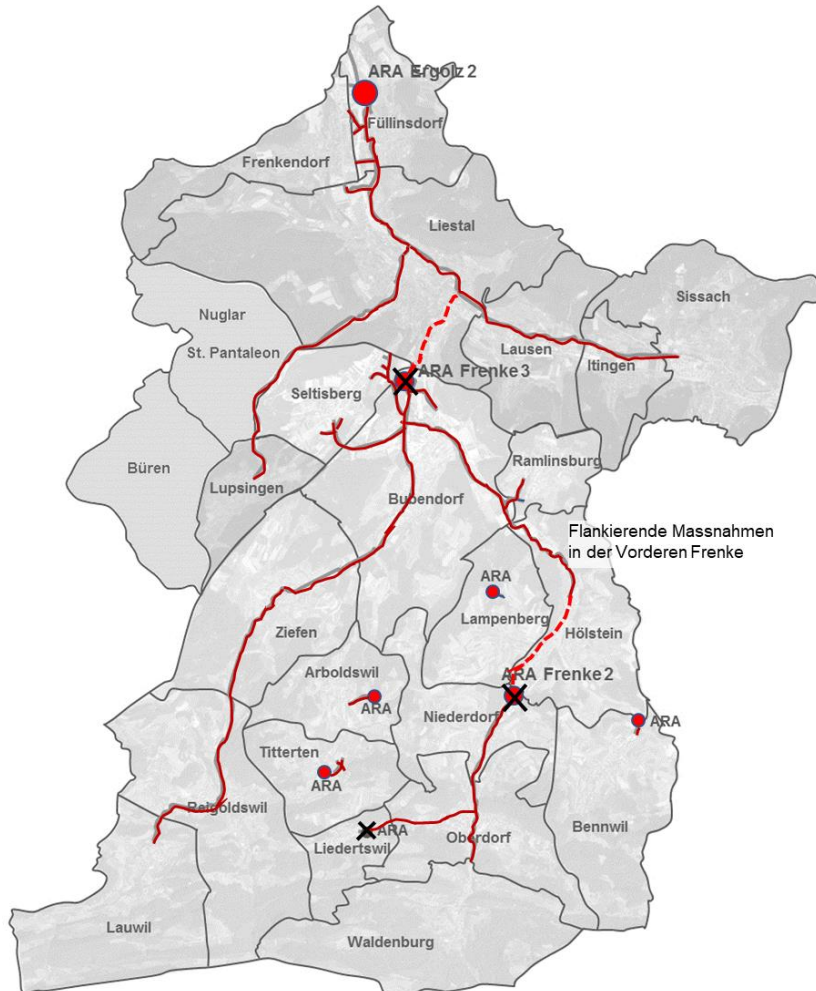 ARA Ergolz 2
Füllinsdorf
Frenkendorf
Liestal
Sissach
Nuglar
St. Pantaleon
Lausen
Itingen
ARA Frenke 3
Seltisberg
Ramlinsburg
Büren
Lupsingen
Bubendorf
Flankierende Massnahmen
in der Vorderen Frenke
ARA
Lampenberg
Ziefen
Hölstein
Arboldswil
ARA Frenke 2
ARA
Niederdorf
ARA
Titterten
ARA
Reigoldswil
ARA
Oberdorf
Bennwil
Liedertswil
Lauwil
Waldenburg